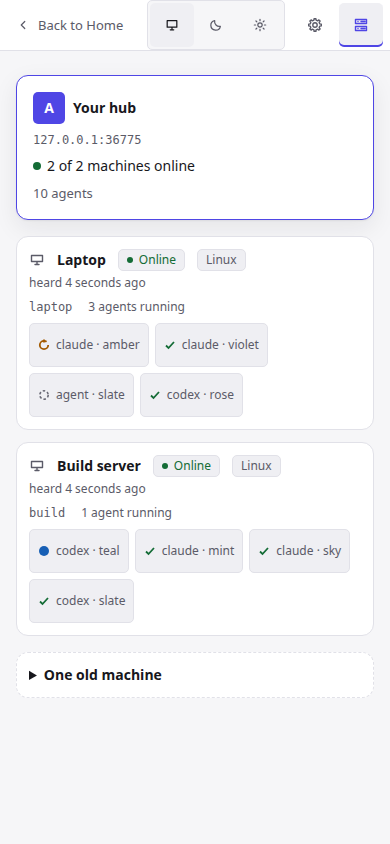 Back to Home
A Your hub
127.0.0.1:36775
2 of 2 machines online
10 agents
Laptop Online Linux
heard 4 seconds ago
laptop 3 agents running
claude · amber claude · violet
agent · slate codex · rose
Build server Online Linux
heard 4 seconds ago
build 1 agent running
codex · teal claude · mint claude · sky
codex · slate
One old machine